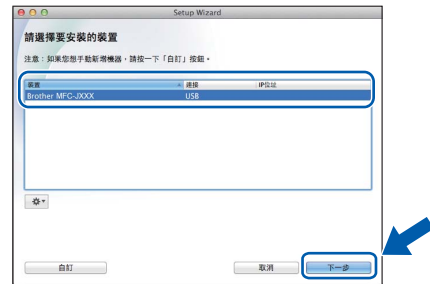 Setup Wizard
請選擇要安裝的裝置
注意：如果您想手動新增機器，請按一下「自訂」按鈕。
裝置 連接 IP位址
Brother MFC-JXXX USB
自訂 取消 下一步